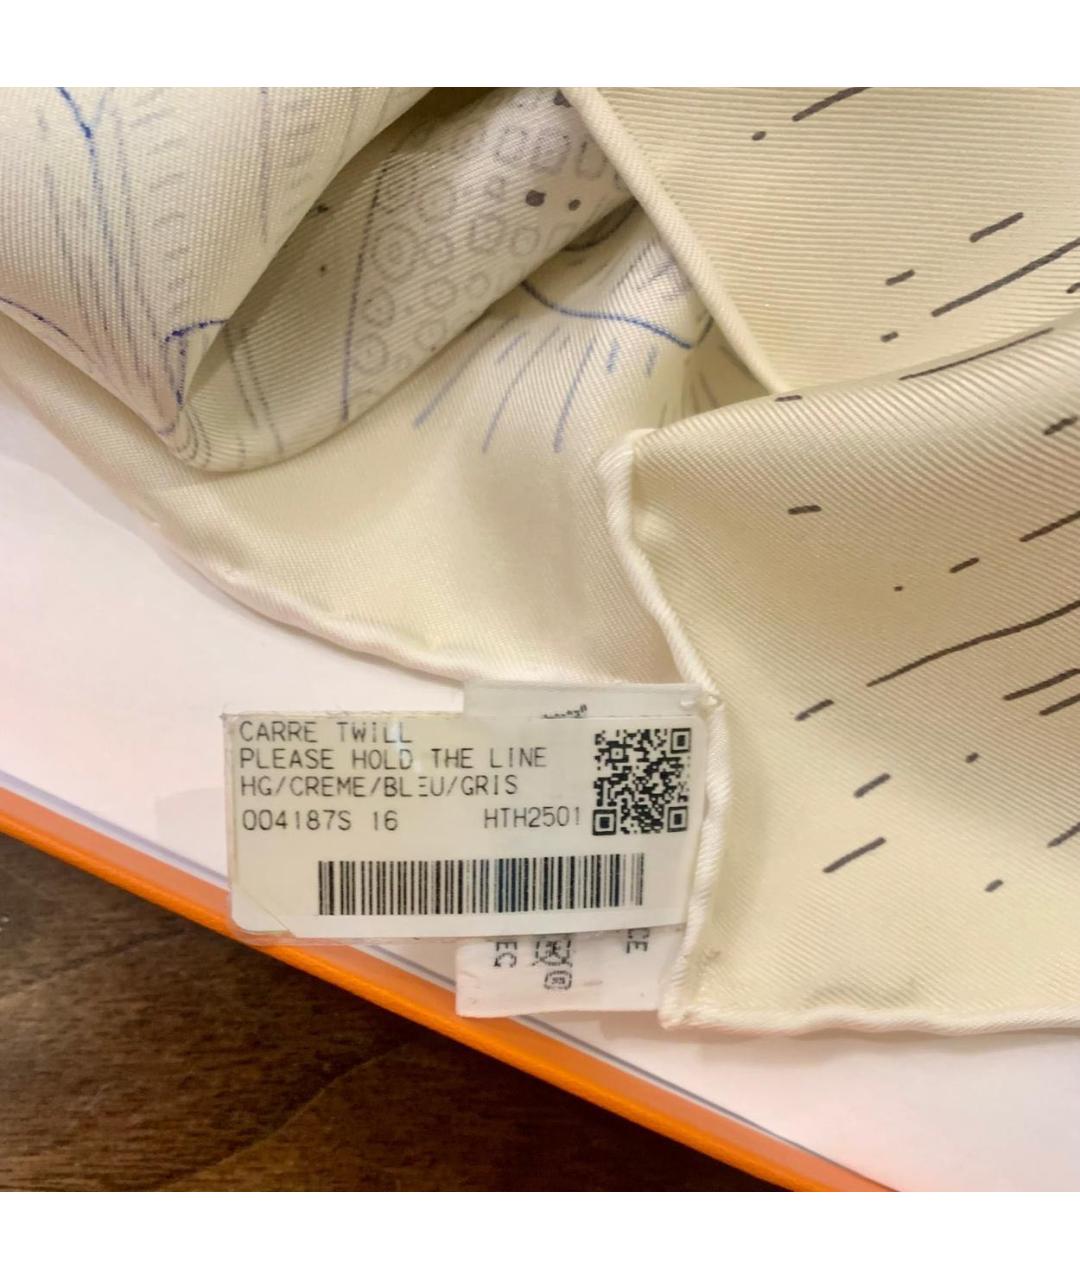 CARRE TWILL
PLEASE HOLD THE LINE
HG/CREME/BLEU/GRIS
004187S 16 HTH2501